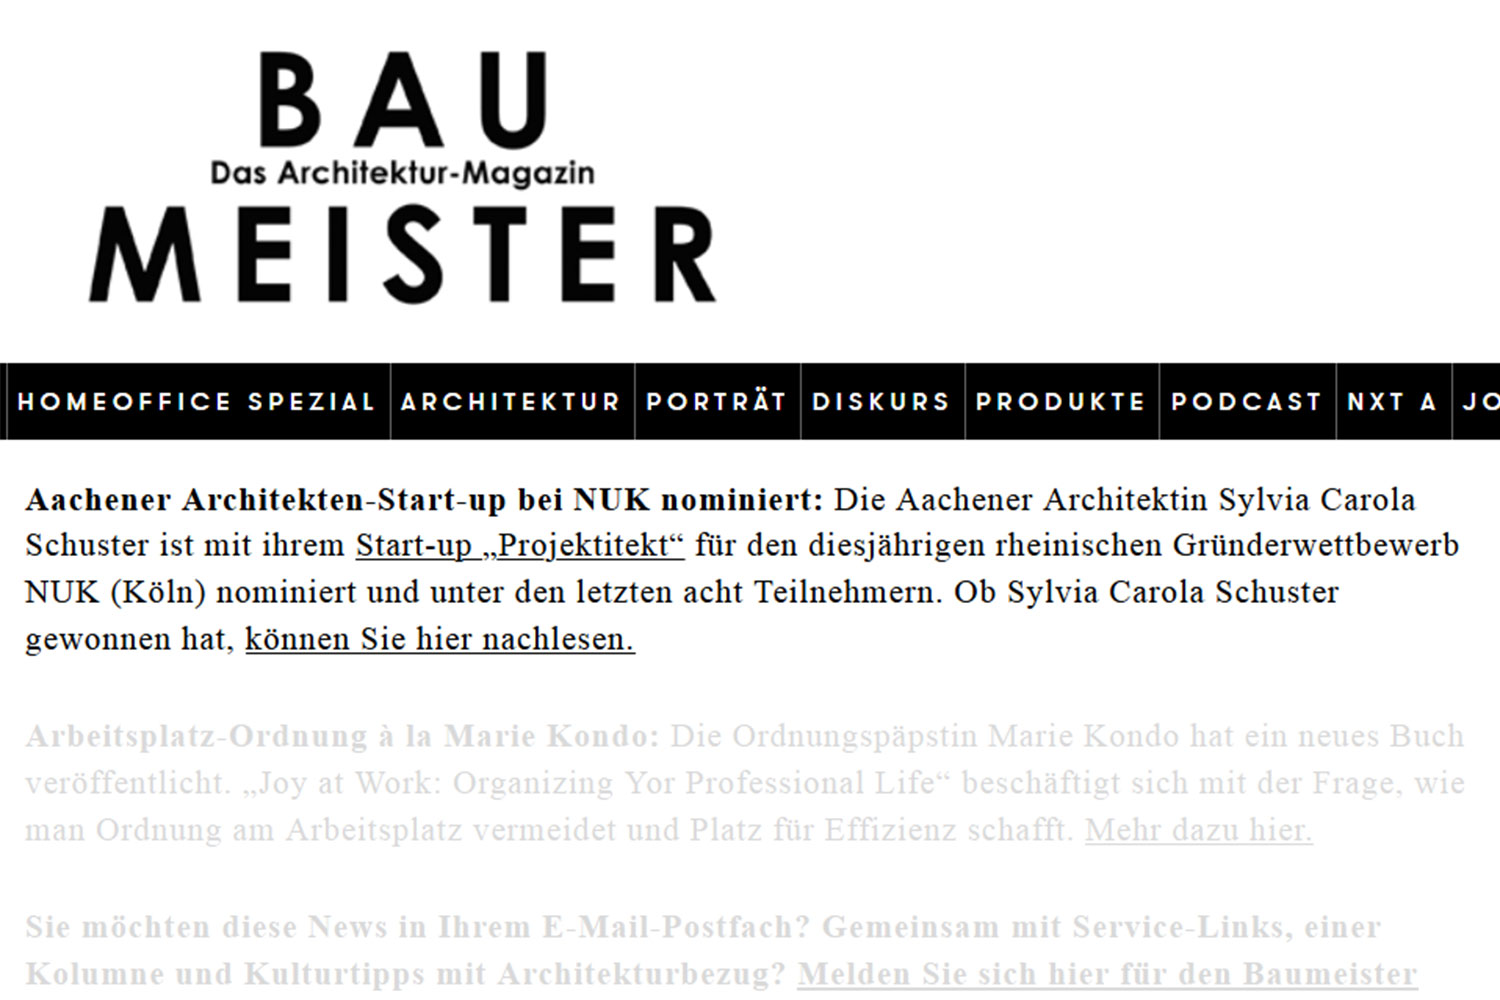 BAU
Das Architektur-Magazin
MEISTER
HOMEOFFICE SPEZIAL ARCHITEKTUR PORTRÄT DISKURS PRODUKTE PODCAST NXT A JO
Aachener Architekten-Start-up bei NUK nominiert: Die Aachener Architektin Sylvia Carola
Schuster ist mit ihrem Start-up „Projektitekt“ für den diesjährigen rheinischen Gründerwettbewerb
NUK (Köln) nominiert und unter den letzten acht Teilnehmern. Ob Sylvia Carola Schuster
gewonnen hat, können Sie hier nachlesen.
Arbeitsplatz-Ordnung à la Marie Kondo: Die Ordnungspäpstin Marie Kondo hat ein neues Buch
veröffentlicht. „Joy at Work: Organizing Yor Professional Life“ beschäftigt sich mit der Frage, wie
man Ordnung am Arbeitsplatz vermeidet und Platz für Effizienz schafft. Mehr dazu hier.
Sie möchten diese News in Ihrem E-Mail-Postfach? Gemeinsam mit Service-Links, einer
Kolumne und Kulturtipps mit Architekturbezug? Melden Sie sich hier für den Baumeister